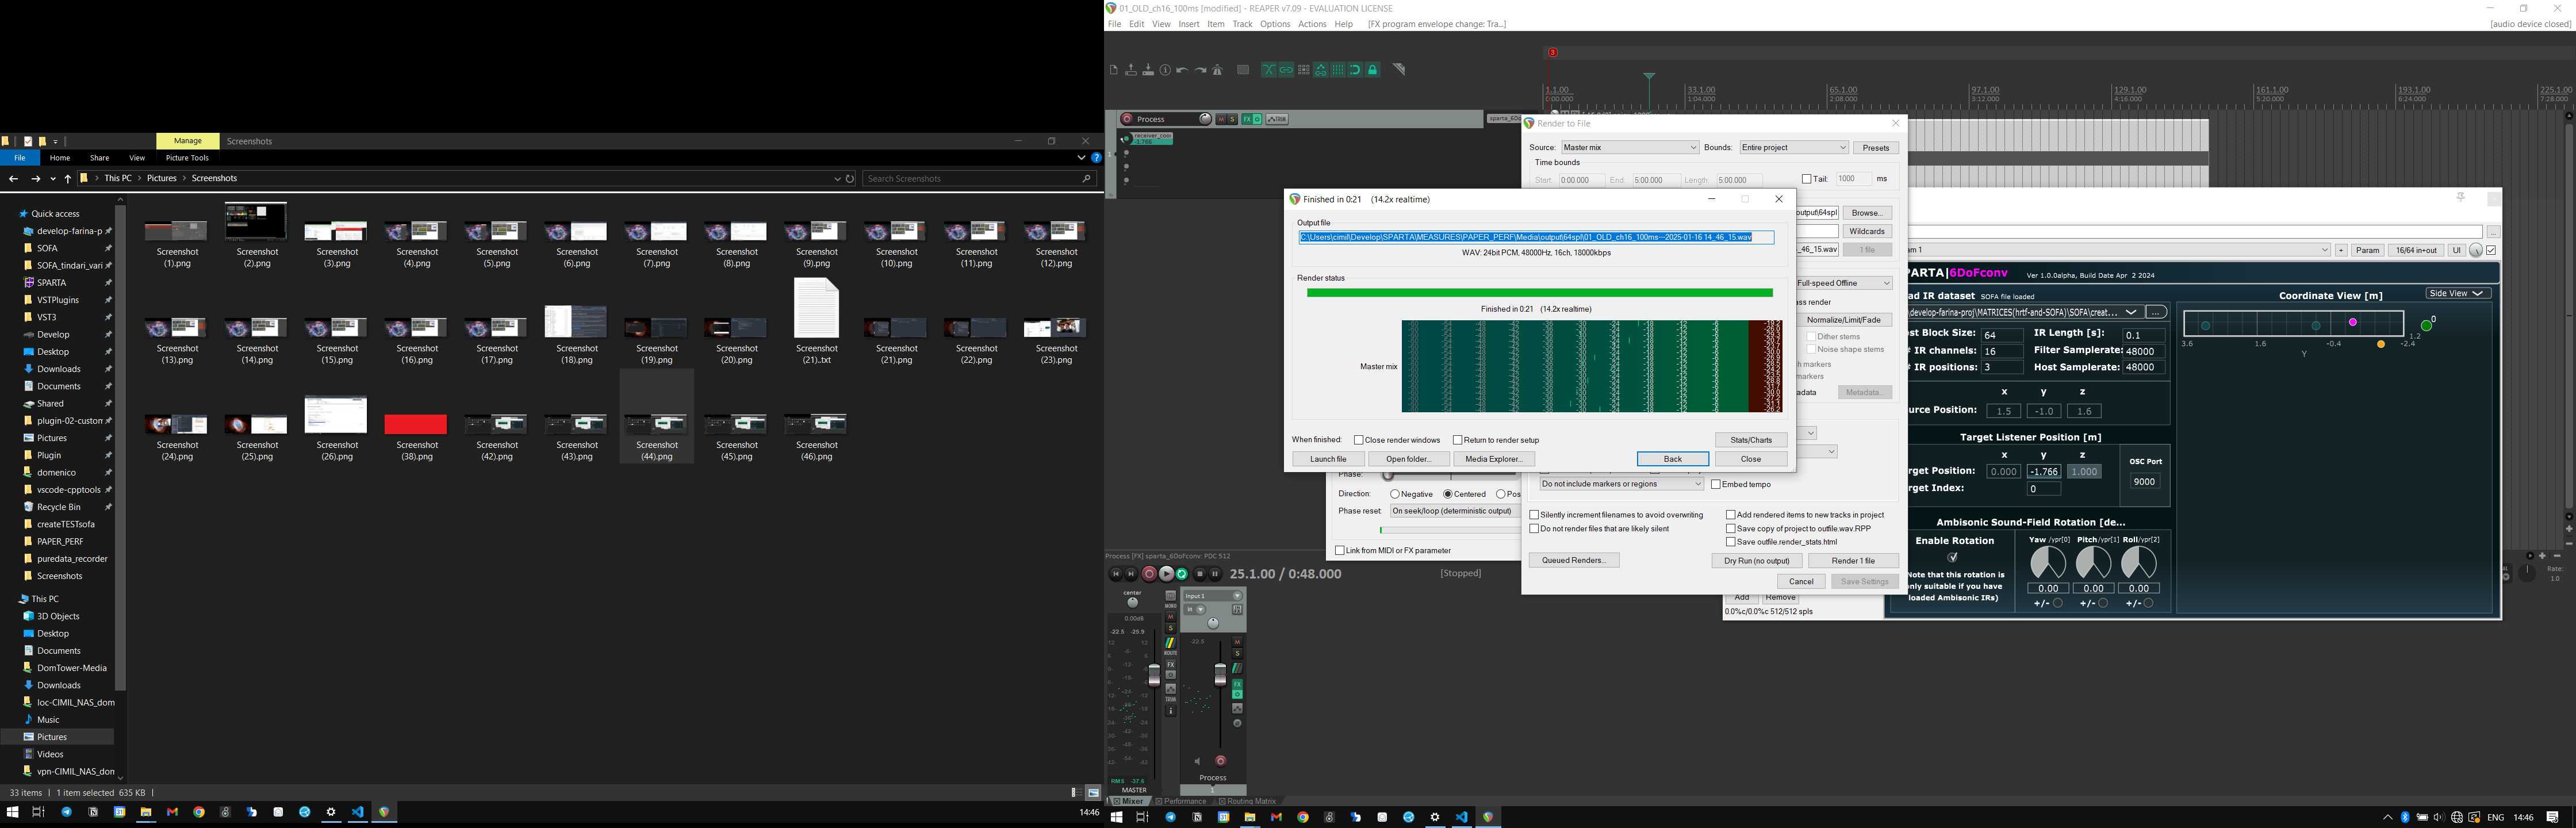 Manage
Screenshots
File
Home
Share
View
Picture Tools
This PC
Pictures
Screenshots
Search Screenshots
Quick access
develop-farina-p
SOFA
SOFA_tindari_vari
SPARTA
VSTPlugins
VST3
Develop
Desktop
Downloads
Documents
Shared
plugin-02-custon
Pictures
Plugin
domenico
vscode-cpptools
Recycle Bin
createTESTsofa
PAPER_PERF
puredata_recorder
Screenshots
This PC
3D Objects
Desktop
Documents
DomTower-Media
Downloads
loc-CIMIL_NAS_dom
Music
Pictures
Videos
vpn-CIMIL_NAS_don
Screenshot (1).png
Screenshot (2).png
Screenshot (3).png
Screenshot (4).png
Screenshot (5).png
Screenshot (6).png
Screenshot (7).png
Screenshot (8).png
Screenshot (9).png
Screenshot (10).png
Screenshot (11).png
Screenshot (12).png
Screenshot (13).png
Screenshot (14).png
Screenshot (15).png
Screenshot (16).png
Screenshot (17).png
Screenshot (18).png
Screenshot (19).png
Screenshot (20).png
Screenshot (21)..txt
Screenshot (21).png
Screenshot (22).png
Screenshot (23).png
Screenshot (24).png
Screenshot (25).png
Screenshot (26).png
Screenshot (38).png
Screenshot (42).png
Screenshot (43).png
Screenshot (44).png
Screenshot (45).png
Screenshot (46).png
33 items
1 item selected 635 KB
14:46
01_OLD_ch16_100ms [modified] - REAPER v7.09 - EVALUATION LICENSE
File Edit View Insert Item Track Options Actions Help [FX program envelope change: Tra...]
[audio device closed]
3
1.1.00 33.1.00 65.1.00 97.1.00 129.1.00 161.1.00 193.1.00 225.1.00
0:00.000 1:04.000 2:08.000 3:12.000 4:16.000 5:20.000 6:24.000 7:28.000
Process
M S FX TRIM
-1.766
1
Render to File
Source: Master mix
Bounds: Entire project
Presets
Time bounds
Start: 0:00.000 End: 5:00.000 Length: 5:00.000
Tail: 1000 ms
output\64spl
Browse...
Wildcards
_46_15.wav
1 file
Full-speed Offline
ass render
Normalize/Limit/Fade
Dither stems
Noise shape stems
h markers
markers
adata
Metadata...
Do not include markers or regions
Embed tempo
Silently increment filenames to avoid overwriting
Do not render files that are likely silent
Add rendered items to new tracks in project
Save copy of project to outfile.wav.RPP
Save outfile.render_stats.html
Queued Renders...
Dry Run (no output)
Render 1 file
Cancel
Save Settings
Finished in 0:21 (14.2x realtime)
Output file
C:\Users\cimil\Develop\SPARTA\MEASURES\PAPER_PERF\Media\output\64spl\01_OLD_ch16_100ms---2025-01-16 14_46_15.wav
WAV: 24bit PCM, 48000Hz, 16ch, 18000kbps
Render status
Finished in 0:21 (14.2x realtime)
Master mix
When finished:
Close render windows
Return to render setup
Stats/Charts
Launch file
Open folder...
Media Explorer...
Back
Close
Phase:
Direction: Negative Centered Pos
Phase reset: On seek/loop (deterministic output)
Link from MIDI or FX parameter
am 1
+ Param 16/64 in+out UI
PARTA|6DoFconv
Ver 1.0.0alpha, Build Date Apr 2 2024
ad IR dataset SOFA file loaded
\develop-farina-proj\MATRICES(hrtf-and-SOFA)\SOFA\creat...
ost Block Size: 64
IR Length [s]: 0.1
# IR channels: 16
Filter Samplerate: 48000
# IR positions: 3
Host Samplerate: 48000
x y z
urce Position: 1.5 -1.0 1.6
Target Listener Position [m]
x y z
rget Position: 0.000 -1.766 1.000
rget Index: 0
OSC Port
9000
Ambisonic Sound-Field Rotation [de...
Enable Rotation
Note that this rotation is
only suitable if you have
loaded Ambisonic IRs)
Yaw /ypr[0] Pitch/ypr[1] Roll/ypr[2]
0.00 0.00 0.00
+/- +/- +/-
Coordinate View [m]
Side View
0
1.2
3.6 1.6 -0.4 -2.4
Y
Add Remove
0.0%c/0.0%c 512/512 spls
Process [FX] sparta_6DoFconv: PDC 512
25.1.00 / 0:48.000
[Stopped]
Rate:
1.0
center
0.00dB
-22.5 -29.9
MONO
M
S
ROUTE
FX
TRIM
RMS -37.6
MASTER
Input 1
-22.6
Process
1
Mixer
Performance
Routing Matrix
ENG 14:46